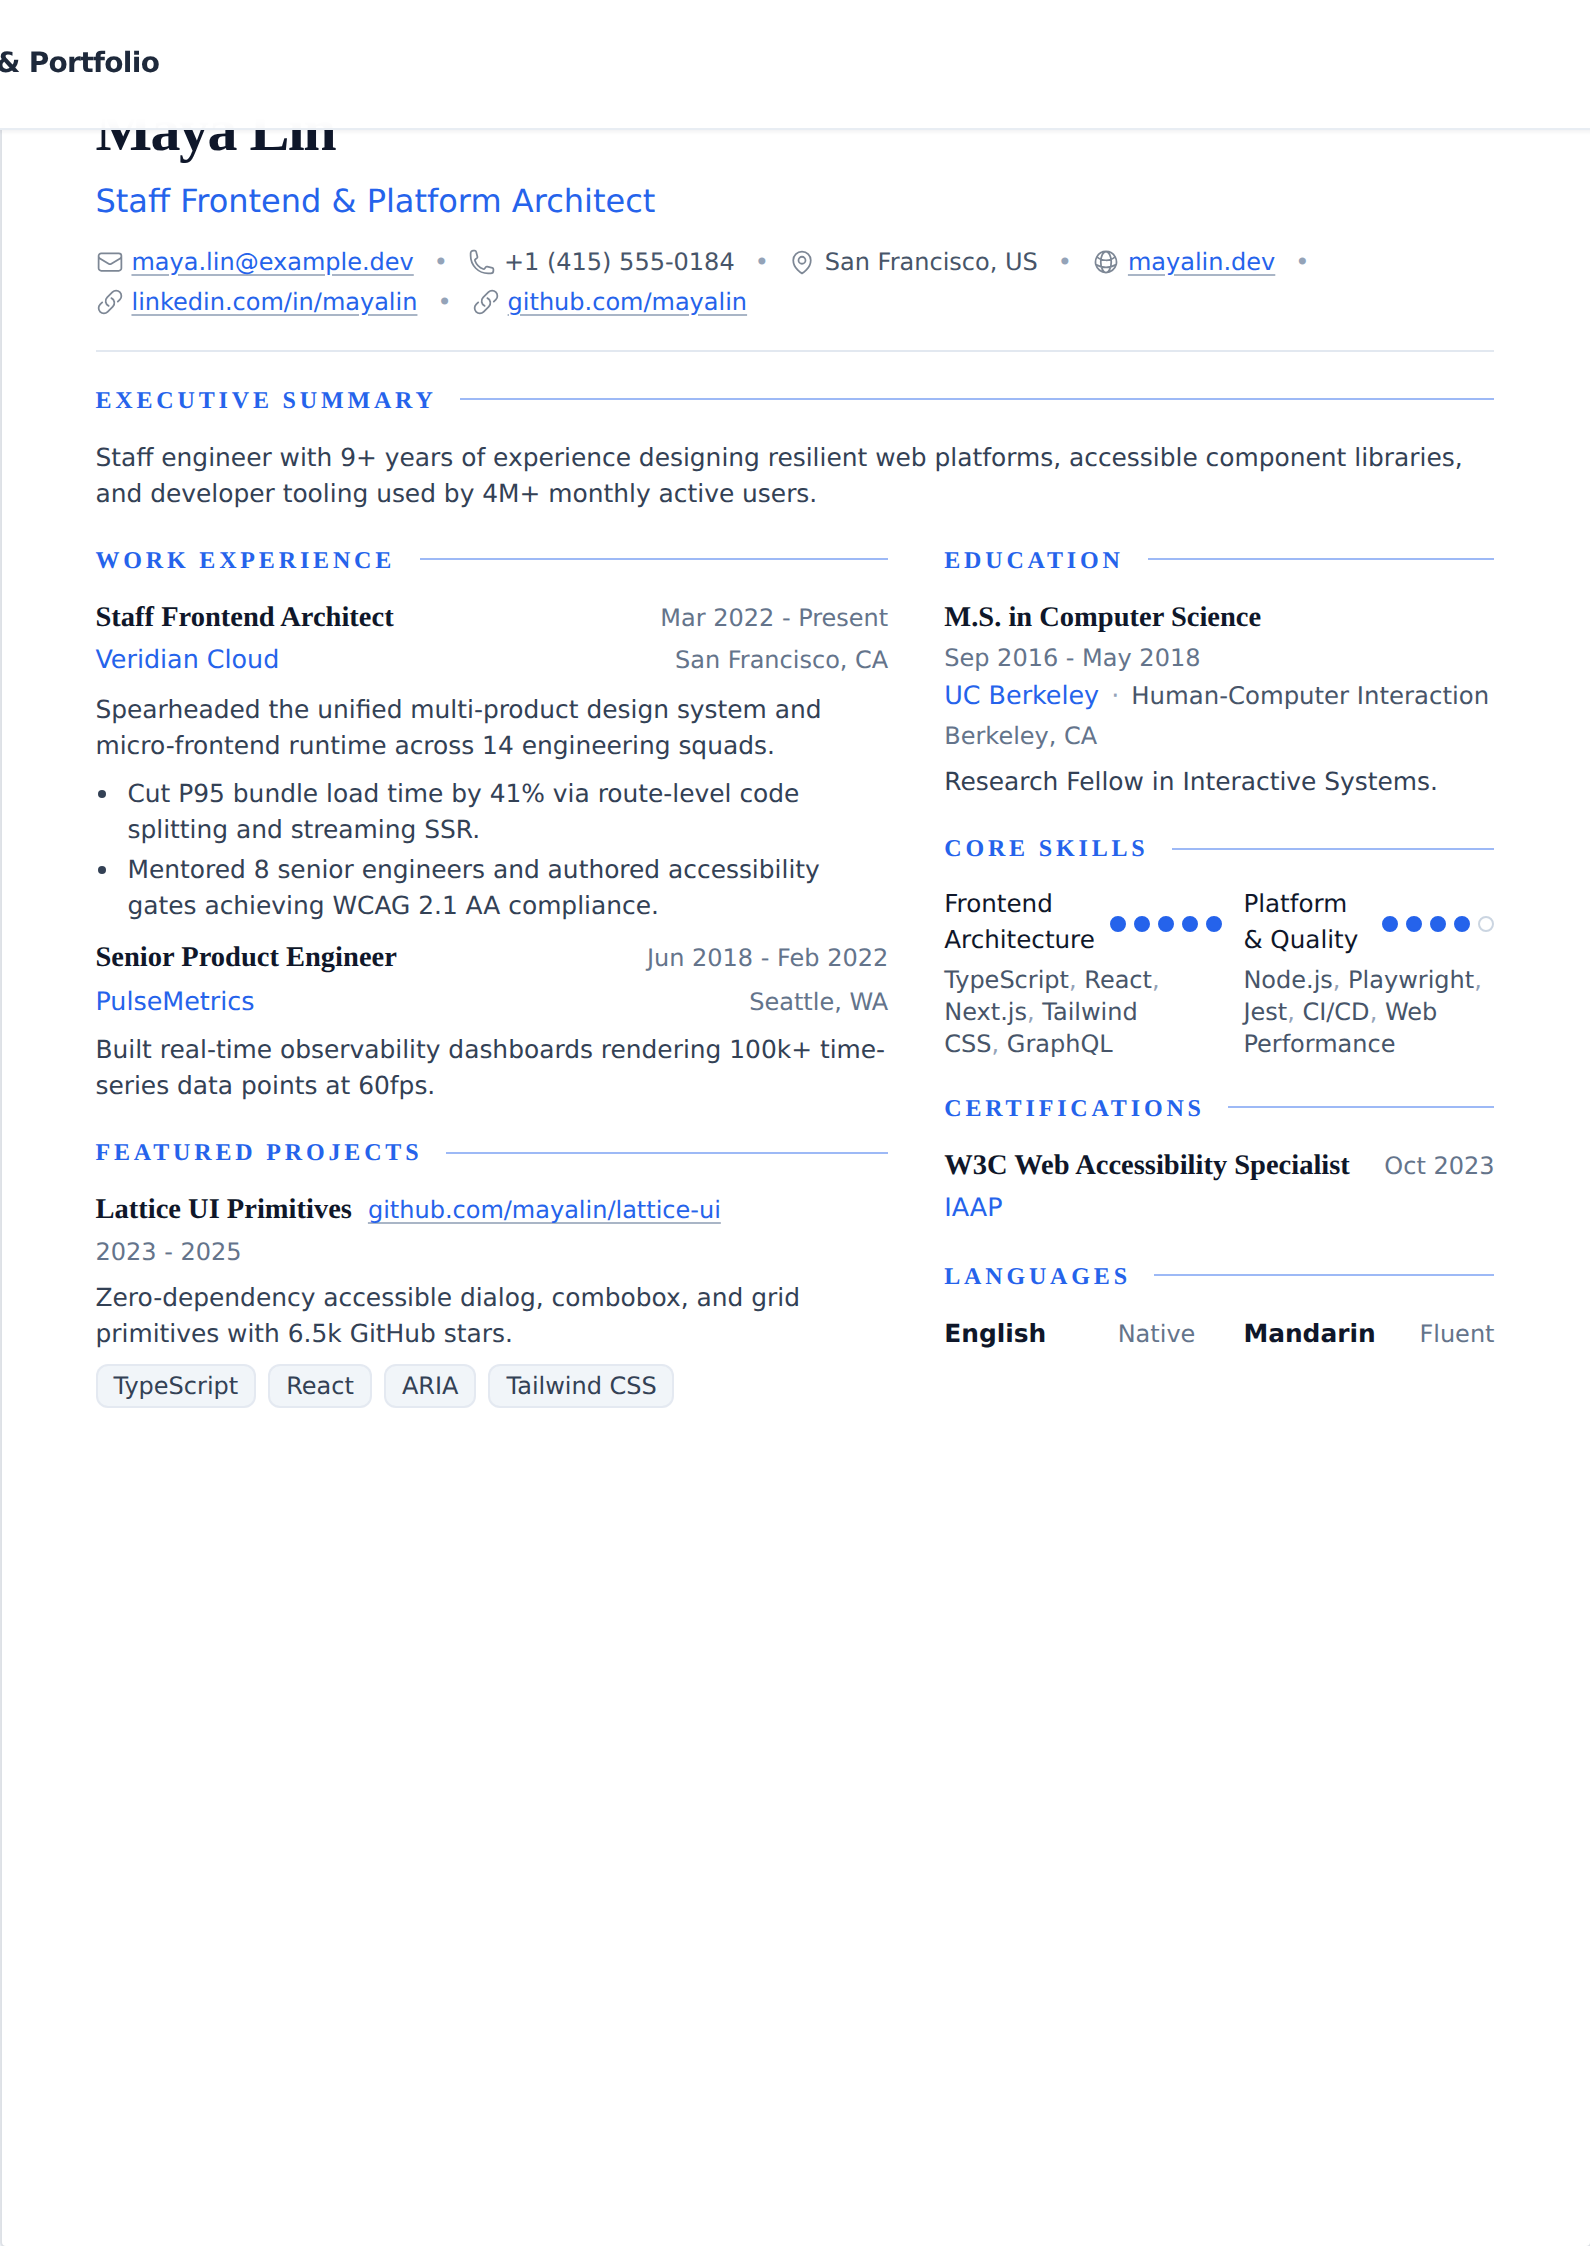 & Portfolio
Maya Lin
Staff Frontend & Platform Architect
maya.lin@example.dev • +1 (415) 555-0184 • San Francisco, US • mayalin.dev •
linkedin.com/in/mayalin • github.com/mayalin
EXECUTIVE SUMMARY
Staff engineer with 9+ years of experience designing resilient web platforms, accessible component libraries,
and developer tooling used by 4M+ monthly active users.
WORK EXPERIENCE
Staff Frontend Architect Mar 2022 - Present
Veridian Cloud San Francisco, CA
Spearheaded the unified multi-product design system and
micro-frontend runtime across 14 engineering squads.
• Cut P95 bundle load time by 41% via route-level code
splitting and streaming SSR.
• Mentored 8 senior engineers and authored accessibility
gates achieving WCAG 2.1 AA compliance.
Senior Product Engineer Jun 2018 - Feb 2022
PulseMetrics Seattle, WA
Built real-time observability dashboards rendering 100k+ time-
series data points at 60fps.
FEATURED PROJECTS
Lattice UI Primitives github.com/mayalin/lattice-ui
2023 - 2025
Zero-dependency accessible dialog, combobox, and grid
primitives with 6.5k GitHub stars.
TypeScript React ARIA Tailwind CSS
EDUCATION
M.S. in Computer Science
Sep 2016 - May 2018
UC Berkeley · Human-Computer Interaction
Berkeley, CA
Research Fellow in Interactive Systems.
CORE SKILLS
Frontend
Architecture
TypeScript, React,
Next.js, Tailwind
CSS, GraphQL
Platform
& Quality
Node.js, Playwright,
Jest, CI/CD, Web
Performance
CERTIFICATIONS
W3C Web Accessibility Specialist Oct 2023
IAAP
LANGUAGES
English Native Mandarin Fluent